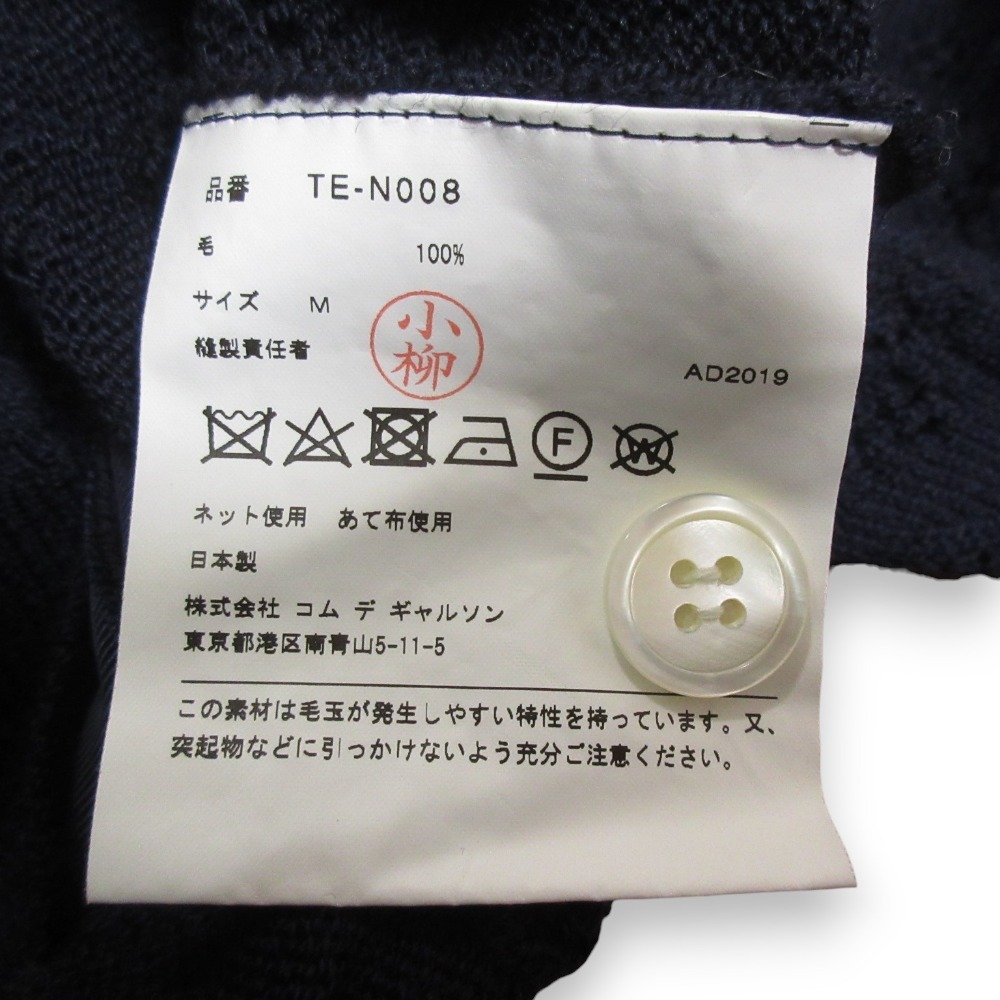 品番 TE-N008
毛 100%
サイズ M
縫製責任者
小
柳
AD2019
F
W
ネット使用 あて布使用
日本製
株式会社 コム デ ギャルソン
東京都港区南青山5-11-5
この素材は毛玉が発生しやすい特性を持っています。又、
突起物などに引っかけないよう充分ご注意ください。